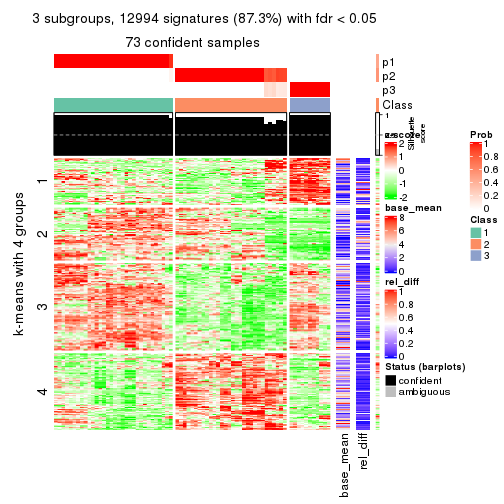 3 subgroups, 12994 signatures (87.3%) with fdr < 0.05
73 confident samples
p1
p2
p3
Class
1
Silhouette score
k-means with 4 groups
1
2
3
4
z-score
2
1
0
-1
-2
base_mean
8
6
4
2
0
rel_diff
1
0.8
0.6
0.4
0.2
0
Status (barplots)
confident
ambiguous
Prob
1
0.8
0.6
0.4
0.2
0
Class
1
2
3
base_mean
rel_diff